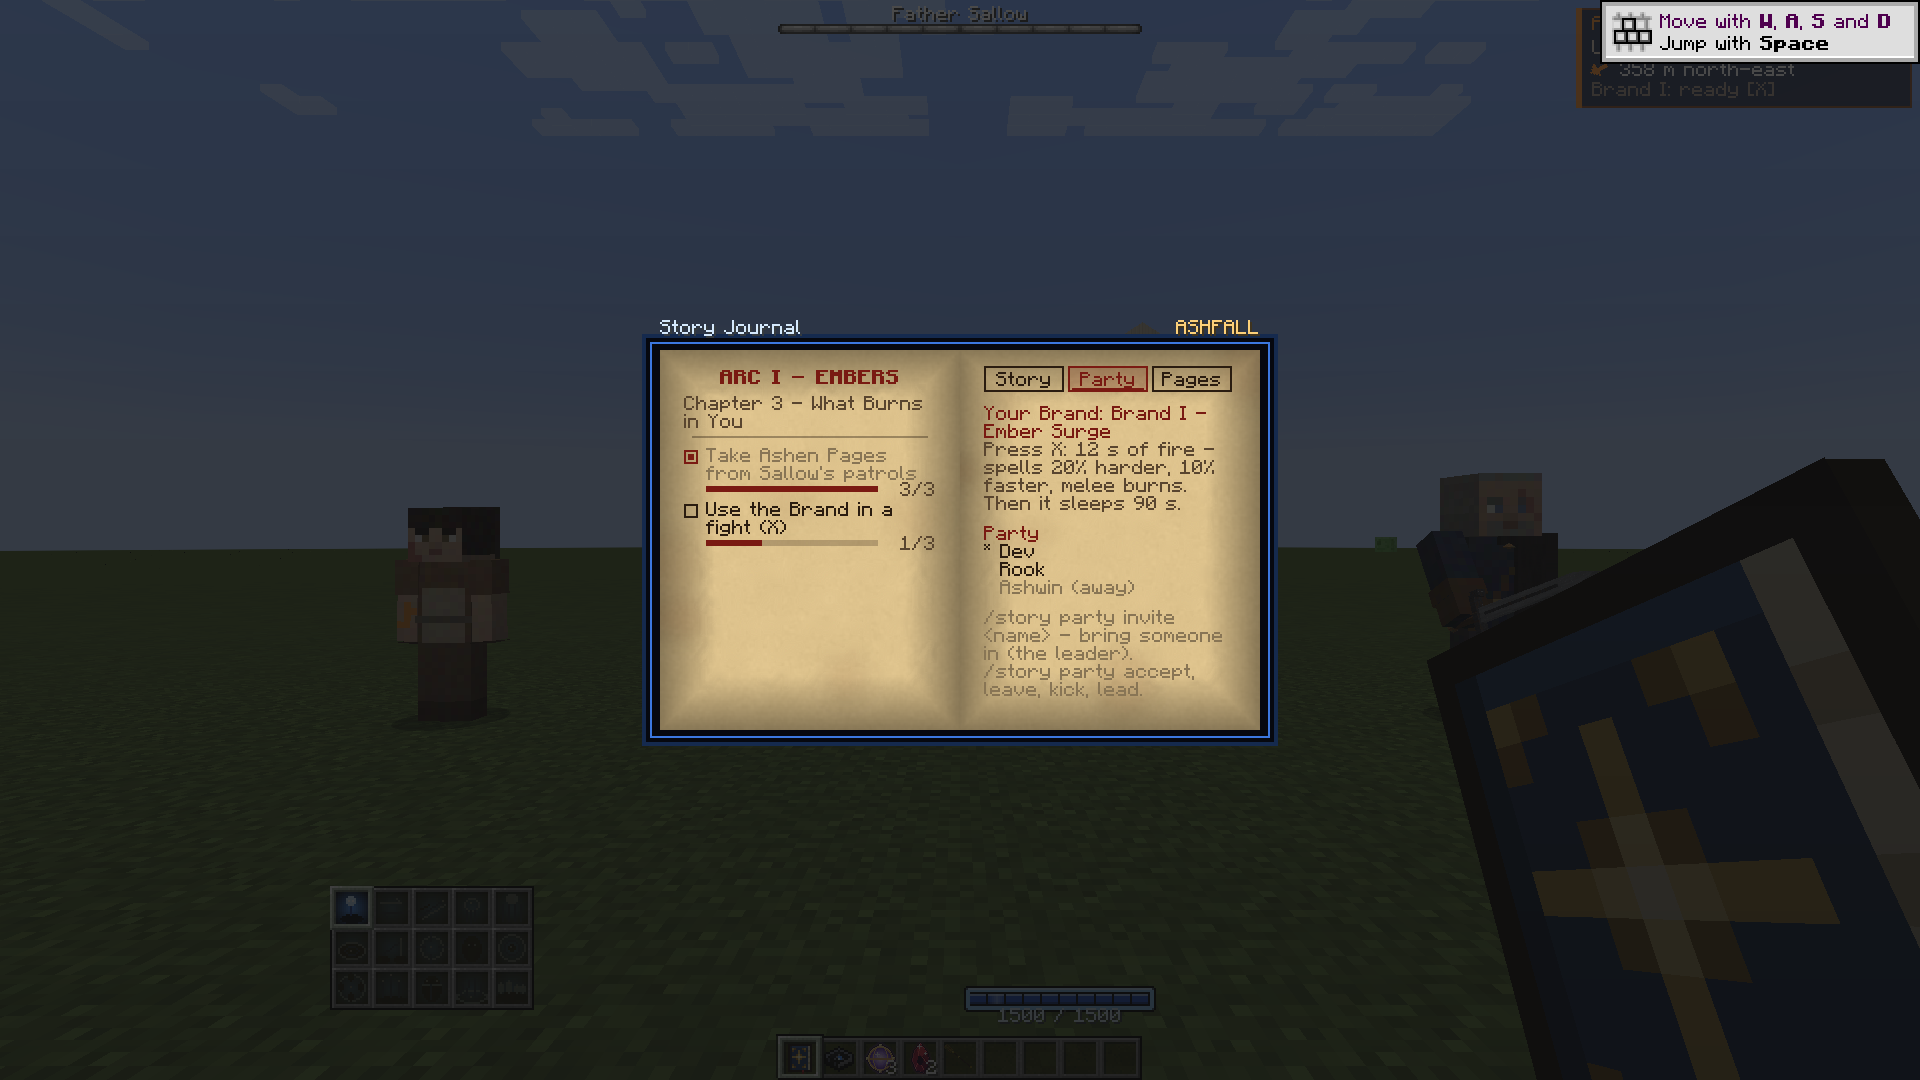 Father Sallow
Move with W, A, S and D
Jump with Space
358 m north-east
Brand I: ready [X]
Story Journal
ASHFALL
ARC I - EMBERS
Chapter 3 - What Burns
in You
Take Ashen Pages
from Sallow's patrols
3/3
Use the Brand in a
fight (X)
1/3
Story
Party
Pages
Your Brand: Brand I -
Ember Surge
Press X: 12 s of fire -
spells 20% harder, 10%
faster, melee burns.
Then it sleeps 90 s.
Party
* Dev
Rook
Ashwin (away)
/story party invite
<name> - bring someone
in (the leader).
/story party accept,
leave, kick, lead.
1500 / 1500
3
2